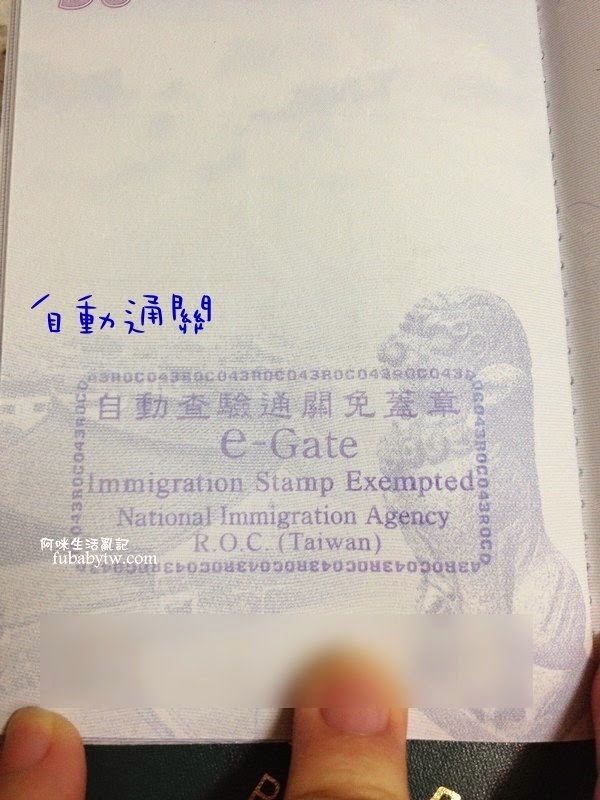 自動通關
43ROC043ROC043ROC043ROC043ROC043ROC043
自動查驗通關免蓋章
e-Gate
Immigration Stamp Exempted
National Immigration Agency
R.O.C. (Taiwan)
阿咪生活亂記
fubabytw.com